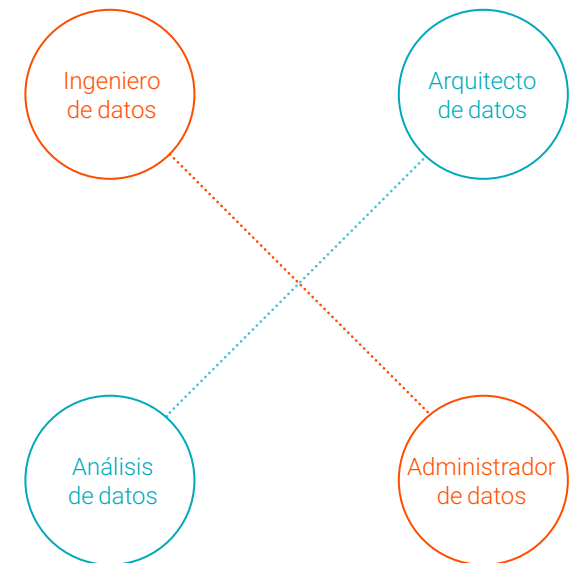 Ingeniero
de datos
Arquitecto
de datos
Análisis
de datos
Administrador
de datos